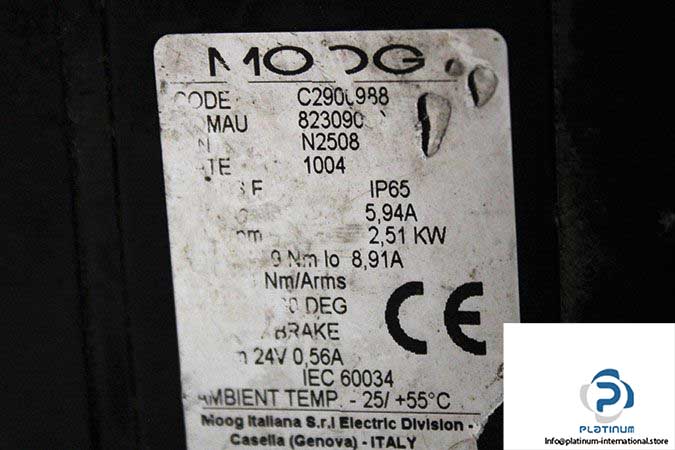 MOOG
CODE C2900988
MAU 823090
N2508
1004
F IP65
5,94A
2,51 KW
Nm Io 8,91A
Nm/Arms
DEG
BRAKE
24V 0,56A
IEC 60034
AMBIENT TEMP. - 25/ +55°C
Moog Italiana S.r.l Electric Division -
Casella (Genova) - ITALY
CE
PLATINUM
INTERNATIONAL
Info@platinum-international.store